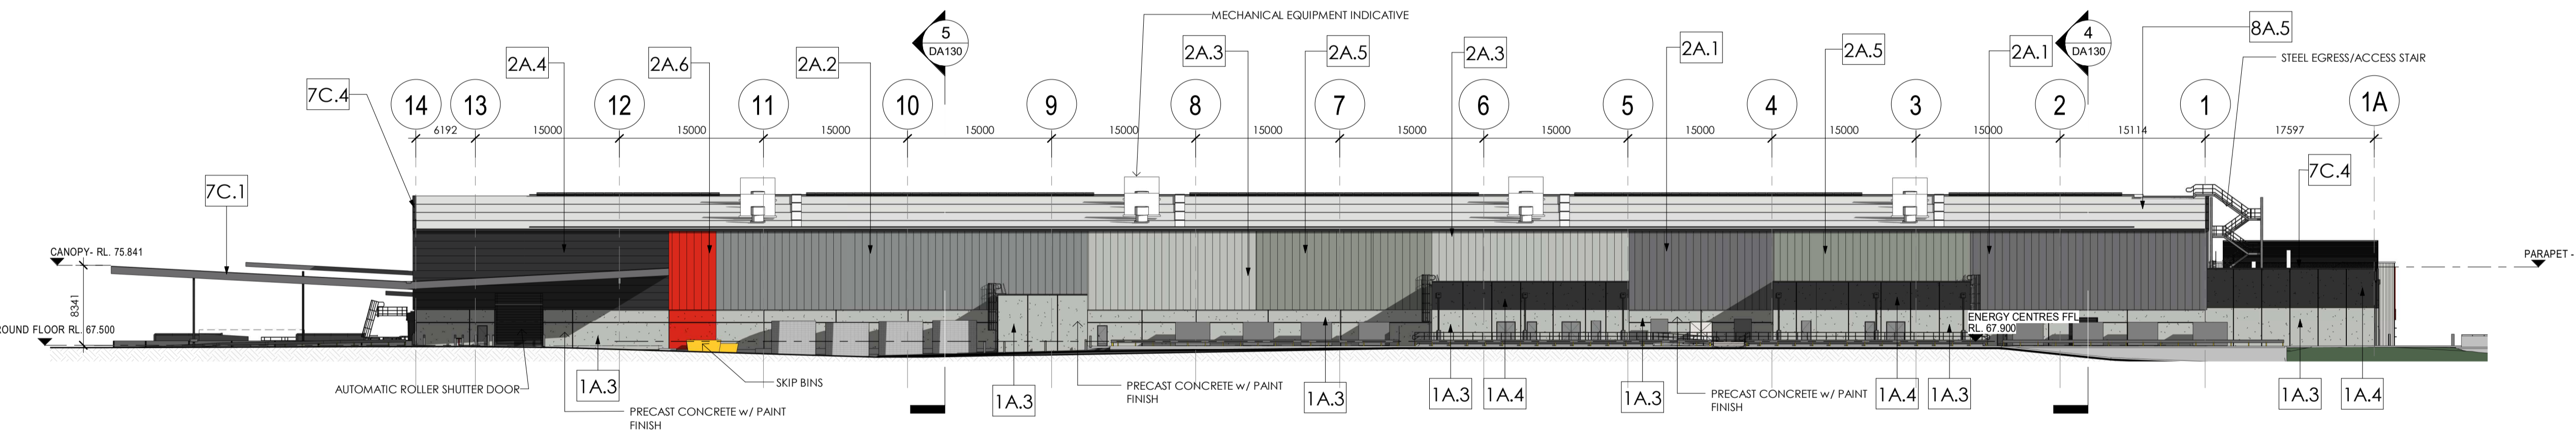 MECHANICAL EQUIPMENT INDICATIVE
5
DA130
4
DA130
8A.5
2A.4
2A.6
2A.2
2A.3
2A.5
2A.3
2A.1
2A.5
2A.1
STEEL EGRESS/ACCESS STAIR
7C.4
14
13
12
11
10
9
8
7
6
5
4
3
2
1
1A
6192
15000
15000
15000
15000
15000
15000
15000
15000
15000
15000
15000
15114
17597
7C.1
7C.4
CANOPY- RL. 75.841
PARAPET -
8341
ROUND FLOOR RL. 67.500
ENERGY CENTRES FFL
RL. 67.900
AUTOMATIC ROLLER SHUTTER DOOR
1A.3
SKIP BINS
PRECAST CONCRETE w/ PAINT
FINISH
1A.3
PRECAST CONCRETE w/ PAINT
FINISH
1A.3
1A.3
1A.4
1A.3
PRECAST CONCRETE w/ PAINT
FINISH
1A.4
1A.3
1A.3
1A.4